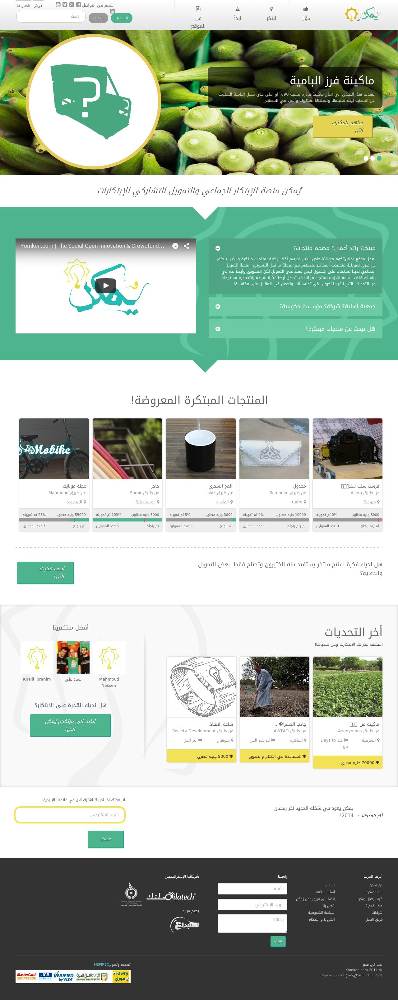 يمكن
موّل
ابتكر
ابدأ
عن
الموقع
استمر في التواصل
دولار
English
التسجيل
الدخول
ابحث
ماكينة فرز البامية
يهدف هذا التحدي الى انتاج ماكينة قادرة بنسبة 90% او اعلى على فصل البامية السليمة
عن المصابة ليتم تغليفها وتعبئتها بسهولة وأسرع في المصانع
ساهم بأفكارك
الآن
يُمكن منصة للإبتكار الجماعي والتمويل التشاركي للإبتكارات
مبتكر؟ رائد أعمال؟ مصمم منتجات؟
يعمل موقع يمكن كوم مع الأشخاص الذين لديهم أفكار رائعة لمنتجات مبتكرة والذين يبحثون
عن طرق تمويلية منخفضة المخاطر لدعمهم في مرحلة ما قبل التسويق منصة التمويل
الجماعي لدينا تساعدك على الحصول ليس فقط على التمويل لكن التسويق وأيضاً بدء في
بناء العلاقات العامة اللازمة لمنتجك مجانا! قد تحصل أيضا فكرة لفرصة إقتصادية مستوحاة
من التحديات التي نشرها آخرون لكي تحلها أنت وتحصل في المقابل على مكافاءة!
جمعية أهلية؟ شركة؟ مؤسسة حكومية؟
هل تبحث عن منتجات مبتكرة؟
Yomken.com | The Social Open Innovation & Crowdfund...
يمكن
المنتجات المبتكرة المعروضة!
فرست ستب سلا
عن طريق Asem
منوفية
8000 جنيه مطلوب 0% تم تمويله
لم يتم بنجاح 0 عدد الممولين
مجدول
عن طريق Samheen
Cairo
10000 جنيه مطلوب 0% تم تمويله
لم يتم بنجاح 0 عدد الممولين
المج السحري
عن طريق عماد
القاهرة
3000 جنيه مطلوب 5% تم تمويله
تم بنجاح 1 عدد الممولين
حاجز
عن طريق Samir
الاسماعيلية
3000 جنيه مطلوب 103% تم تمويله
تم بنجاح 3 عدد الممولين
Mobike
عجلة موبايك
عن طريق Mahmoud
المنصورة
55000 جنيه مطلوب 28% تم تمويله
تم بنجاح 7 عدد الممولين
هل لديك فكرة لمنتج مبتكر يستفيد منه الكثيرون وتحتاج فقط لبعض التمويل
والدعاية؟
أضف فكرتك
الأن!
أخر التحديات
اكتشف قدراتك الابتكارية وحل تحدياتنا!
ماكينة فرز ا
عن طريق Anonymous
الشرقية
Days to 12
go
70000 جنيه مصري
جاذب الحشرا...
عن طريق AWTAD
القاهرة
لم يتم الحل
المساعدة في الانتاج والتطوير
ساعة الانقاذ
عن طريق Society Development
سوهاج
تم الحل
8000 جنيه مصري
أفضل مبتكيرينا
Mahmoud
Yassen
عماد على
Khalil Ibrahim
هل لديك القدرة على الابتكار؟
إنضم الى مبتكري يُمكن
الأن!
أخر المدونات:
يمكن يعود في شكله الجديد آخر رمضان
2014!
لا يفوتك آخر اخبرنا! اشترك الأن في قائمتنا البريدية
البريد الالكتروني
اشترك
أعرف المزيد
عن يُمكن
لماذا يُمكن
كيف يعمل يُمكن
ماذا نقدم ؟
شركائنا
فريق العمل
المدونة
أسئلة شائعة
إنضم الى فريق عمل يُمكن
إتصل بنا
سياسة الخصوصية
الشروط و الاحكام
راسلنا
الأسم
البريد الإلكتروني
رسالتك
إرسل
شركائنا الإستراتيجيين
ilatech
بدعم من :
صنع في مصر
© 2014 Yomken.com
إدارة وملك استبداع,جميع الحقوق محفوظة
تصميم وتطويرMSPIRED
MasterCard.
SecureCode.
JCB
J/Secure
VERIFIED
by VISA
البنك الأهلي المصري
NATIONAL BANK OF EGYPT
fawry
فوري